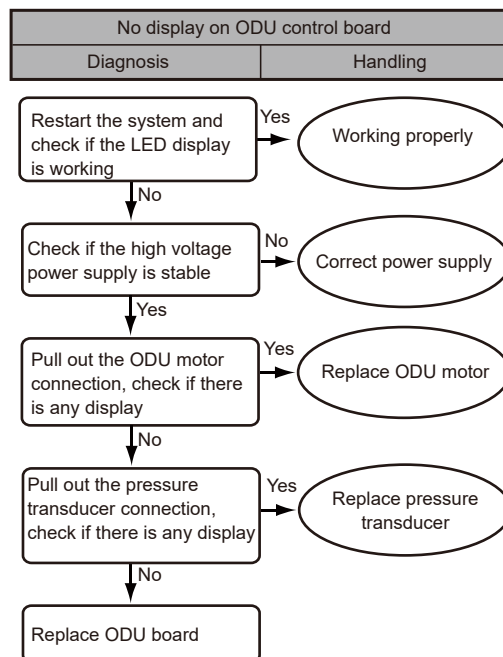 No display on ODU control board
Diagnosis
Handling
Restart the system and
check if the LED display
is working
Yes
Working properly
No
Check if the high voltage
power supply is stable
No
Correct power supply
Yes
Pull out the ODU motor
connection, check if there
is any display
Yes
Replace ODU motor
No
Pull out the pressure
transducer connection,
check if there is any display
Yes
Replace pressure
transducer
No
Replace ODU board